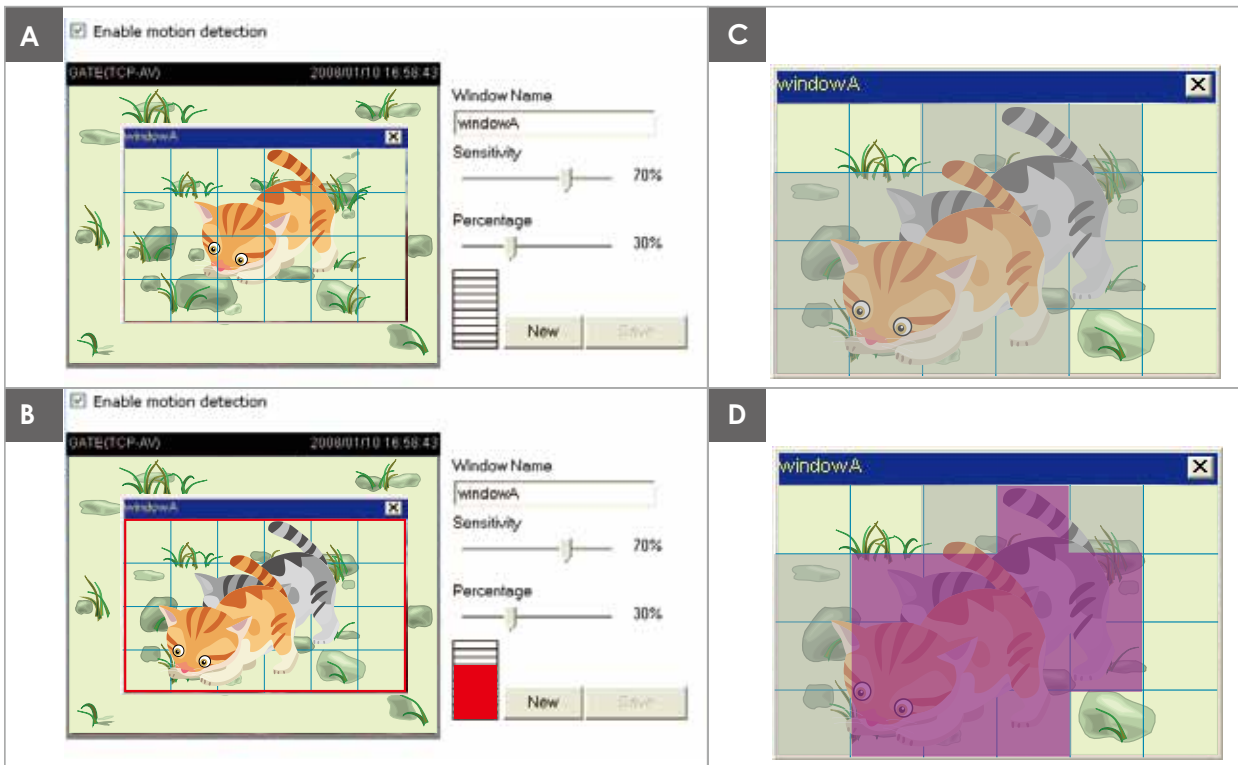 A
Enable motion detection
GATE(TCP-AV) 2008/01/10 16:58:43
windowA
Window Name
windowA
Sensitivity
70%
Percentage
30%
New Save
B
Enable motion detection
GATE(TCP-AV) 2008/01/10 16:58:43
windowA
Window Name
windowA
Sensitivity
70%
Percentage
30%
New Save
C
windowA
D
windowA